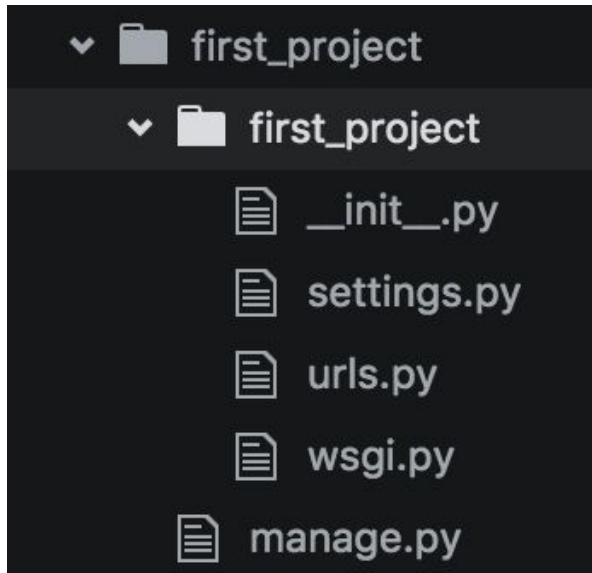 first_project
first_project
__init__.py
settings.py
urls.py
wsgi.py
manage.py